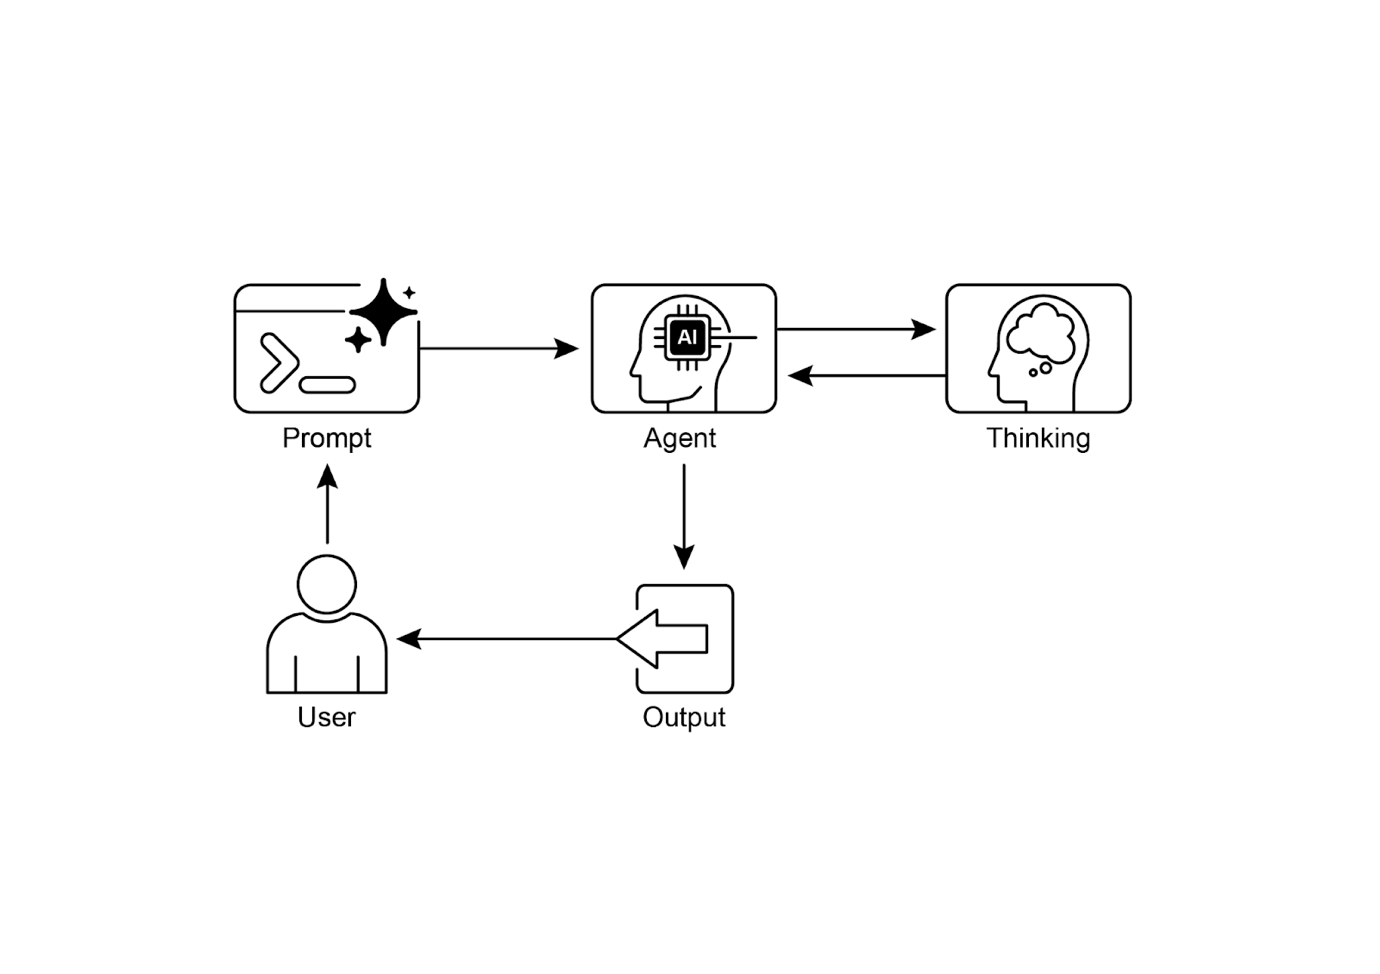 AI
Prompt
Agent
Thinking
User
Output